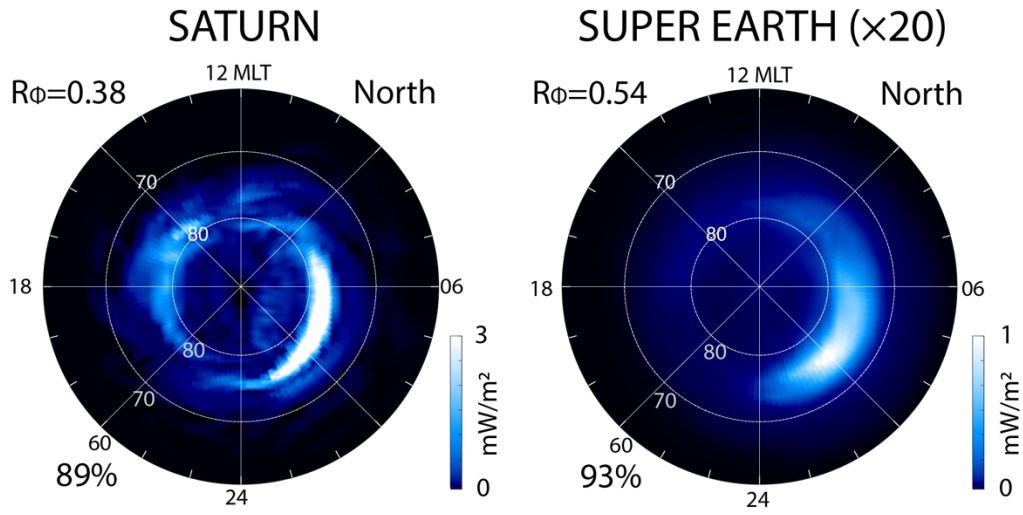 SATURN
12 MLT
RΦ=0.38
North
70
80
18
06
80
70
60
24
89%
3
mW/m²
0
SUPER EARTH (×20)
12 MLT
RΦ=0.54
North
70
80
18
06
80
70
60
24
93%
1
mW/m²
0